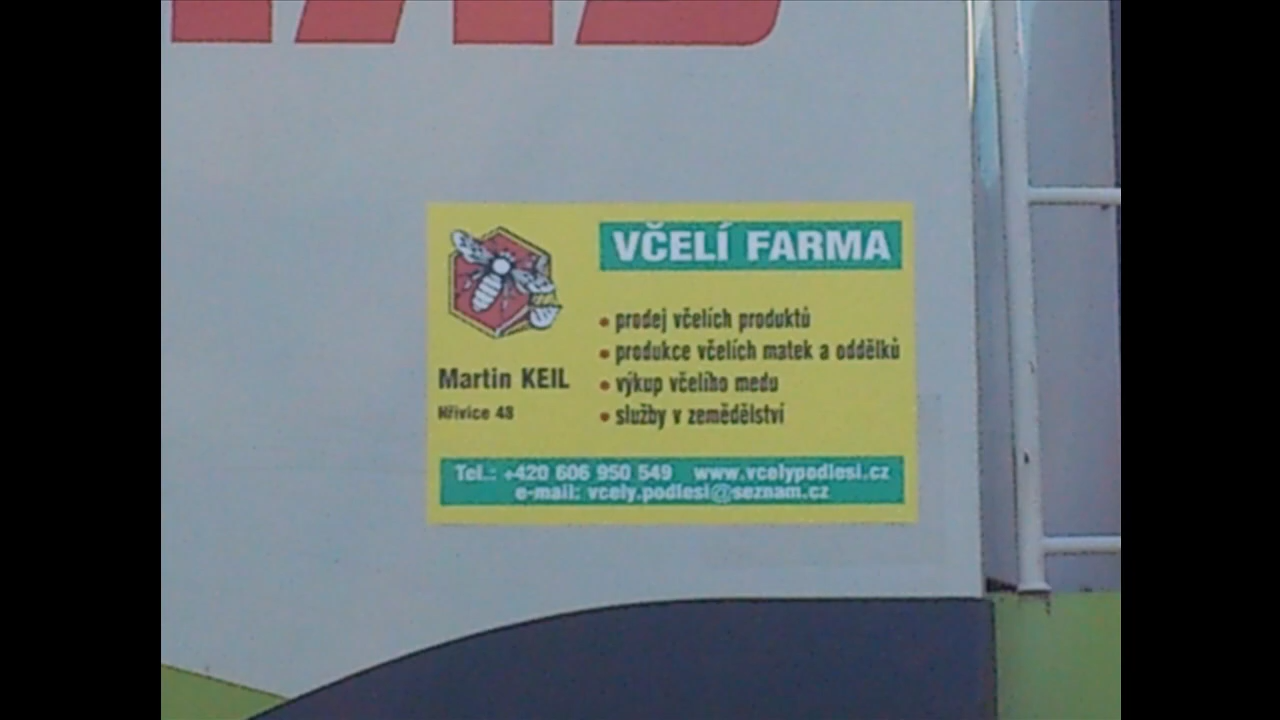 VČELÍ FARMA
• prodej včelích produktů
• produkce včelích matek a oddělků
• výkup včelího medu
• služby v zemědělství
Martin KEIL
Hřivice 48
Tel.: +420 606 950 549 www.vcelypodlesi.cz
e-mail: vcely.podlesi@seznam.cz